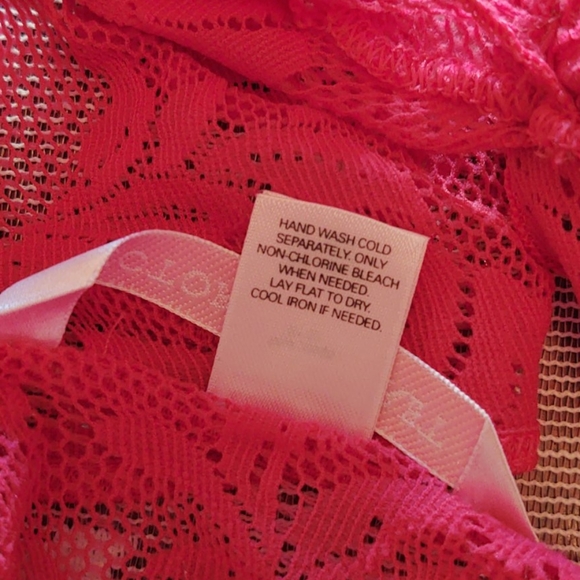 HAND WASH COLD
SEPARATELY. ONLY
NON-CHLORINE BLEACH
WHEN NEEDED.
LAY FLAT TO DRY.
COOL IRON IF NEEDED.